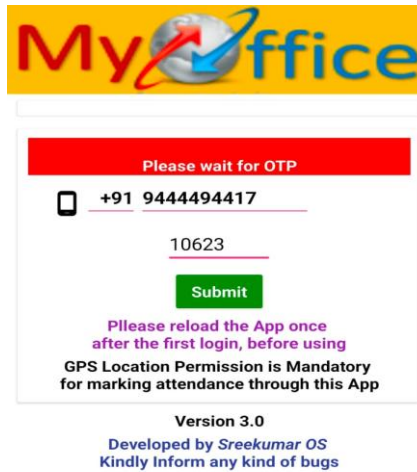 My Office
Please wait for OTP
+91 9444494417
10623
Submit
Pllease reload the App once
after the first login, before using
GPS Location Permission is Mandatory
for marking attendance through this App
Version 3.0
Developed by Sreekumar OS
Kindly Inform any kind of bugs